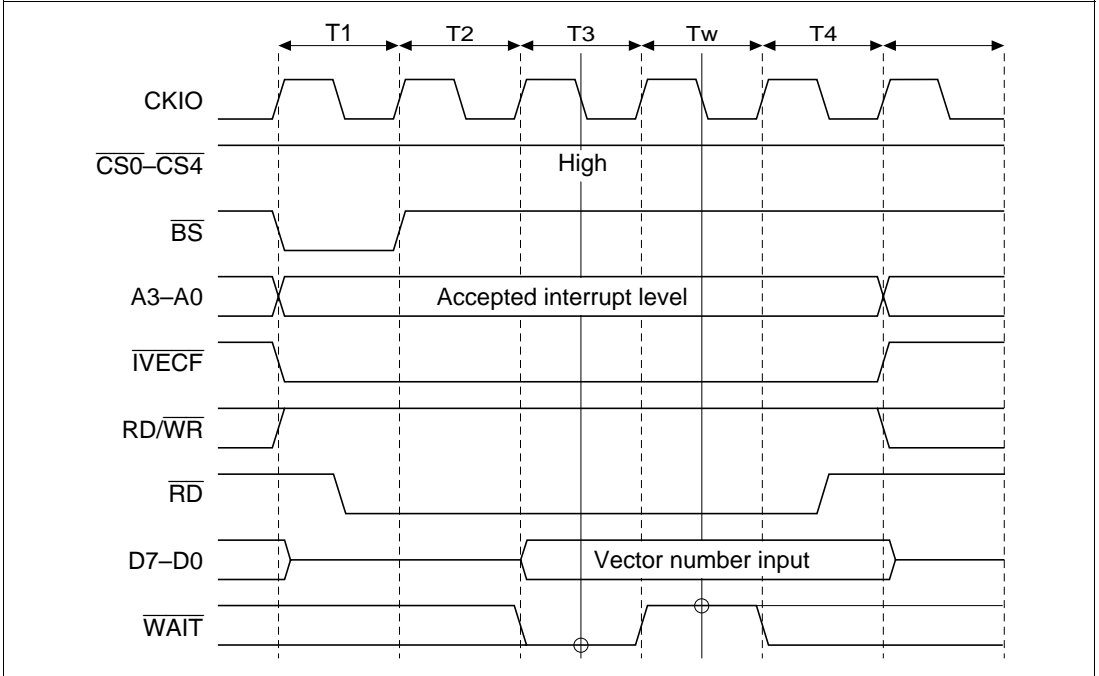 T1 T2 T3 Tw T4
CKIO
CS0–CS4 High
BS
A3–A0 Accepted interrupt level
IVECF
RD/WR
RD
D7–D0 Vector number input
WAIT